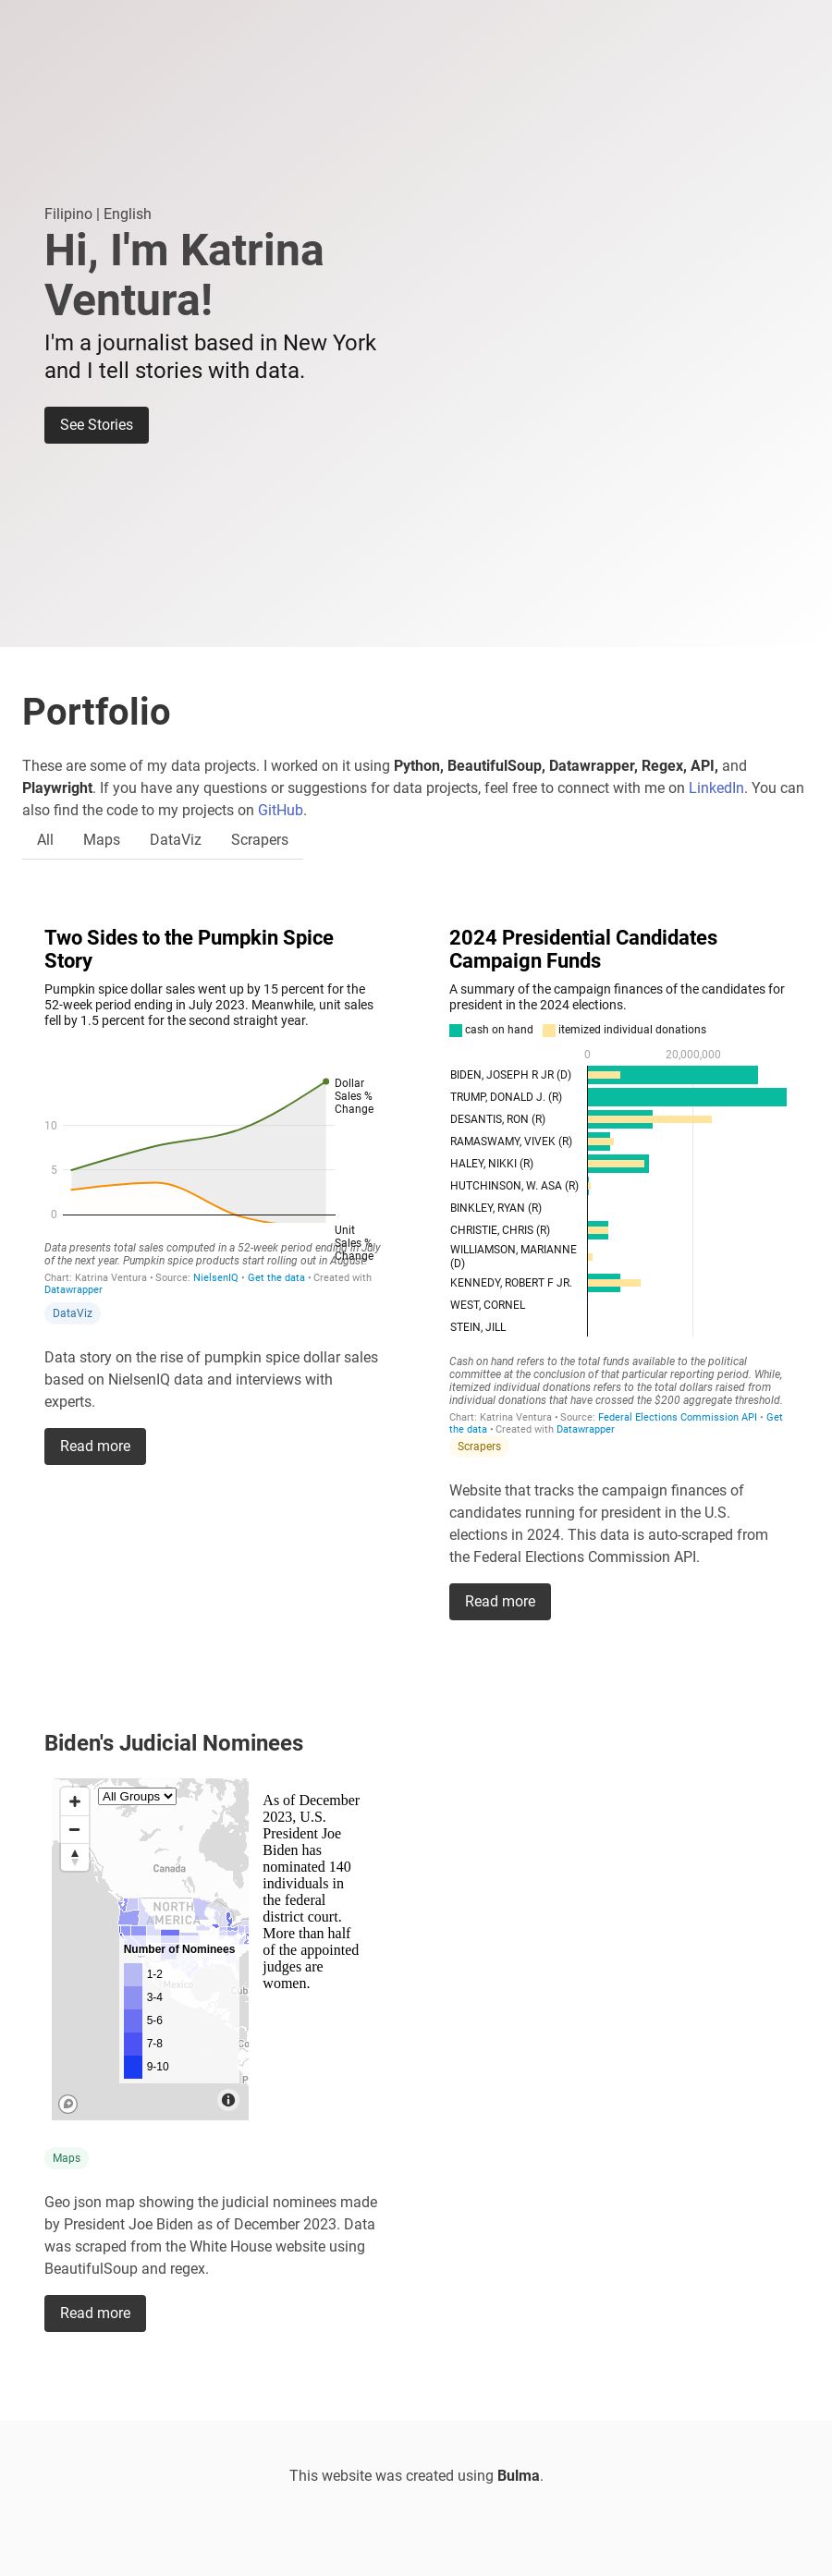 Filipino | English
Hi, I'm Katrina
Ventura!
I'm a journalist based in New York
and I tell stories with data.
See Stories
Portfolio
These are some of my data projects. I worked on it using Python, BeautifulSoup, Datawrapper, Regex, API, and
Playwright. If you have any questions or suggestions for data projects, feel free to connect with me on LinkedIn. You can
also find the code to my projects on GitHub.
All Maps DataViz Scrapers
Two Sides to the Pumpkin Spice
Story
Pumpkin spice dollar sales went up by 15 percent for the
52-week period ending in July 2023. Meanwhile, unit sales
fell by 1.5 percent for the second straight year.
Dollar
Sales %
Change
10
5
0
Unit
Sales %
Change
Data presents total sales computed in a 52-week period ending in July
of the next year. Pumpkin spice products start rolling out in August.
Chart: Katrina Ventura • Source: NielsenIQ • Get the data • Created with
Datawrapper
DataViz
Data story on the rise of pumpkin spice dollar sales
based on NielsenIQ data and interviews with
experts.
Read more
2024 Presidential Candidates
Campaign Funds
A summary of the campaign finances of the candidates for
president in the 2024 elections.
cash on hand itemized individual donations
0 20,000,000
BIDEN, JOSEPH R JR (D)
TRUMP, DONALD J. (R)
DESANTIS, RON (R)
RAMASWAMY, VIVEK (R)
HALEY, NIKKI (R)
HUTCHINSON, W. ASA (R)
BINKLEY, RYAN (R)
CHRISTIE, CHRIS (R)
WILLIAMSON, MARIANNE
(D)
KENNEDY, ROBERT F JR.
WEST, CORNEL
STEIN, JILL
Cash on hand refers to the total funds available to the political
committee at the conclusion of that particular reporting period. While,
itemized individual donations refers to the total dollars raised from
individual donations that have crossed the $200 aggregate threshold.
Chart: Katrina Ventura • Source: Federal Elections Commission API • Get
the data • Created with Datawrapper
Scrapers
Website that tracks the campaign finances of
candidates running for president in the U.S.
elections in 2024. This data is auto-scraped from
the Federal Elections Commission API.
Read more
Biden's Judicial Nominees
All Groups
Canada
NORTH
AMERICA
Number of Nominees
1-2
Mexico
Cub
3-4
5-6
7-8
Co
9-10
P
As of December
2023, U.S.
President Joe
Biden has
nominated 140
individuals in
the federal
district court.
More than half
of the appointed
judges are
women.
Maps
Geo json map showing the judicial nominees made
by President Joe Biden as of December 2023. Data
was scraped from the White House website using
BeautifulSoup and regex.
Read more
This website was created using Bulma.